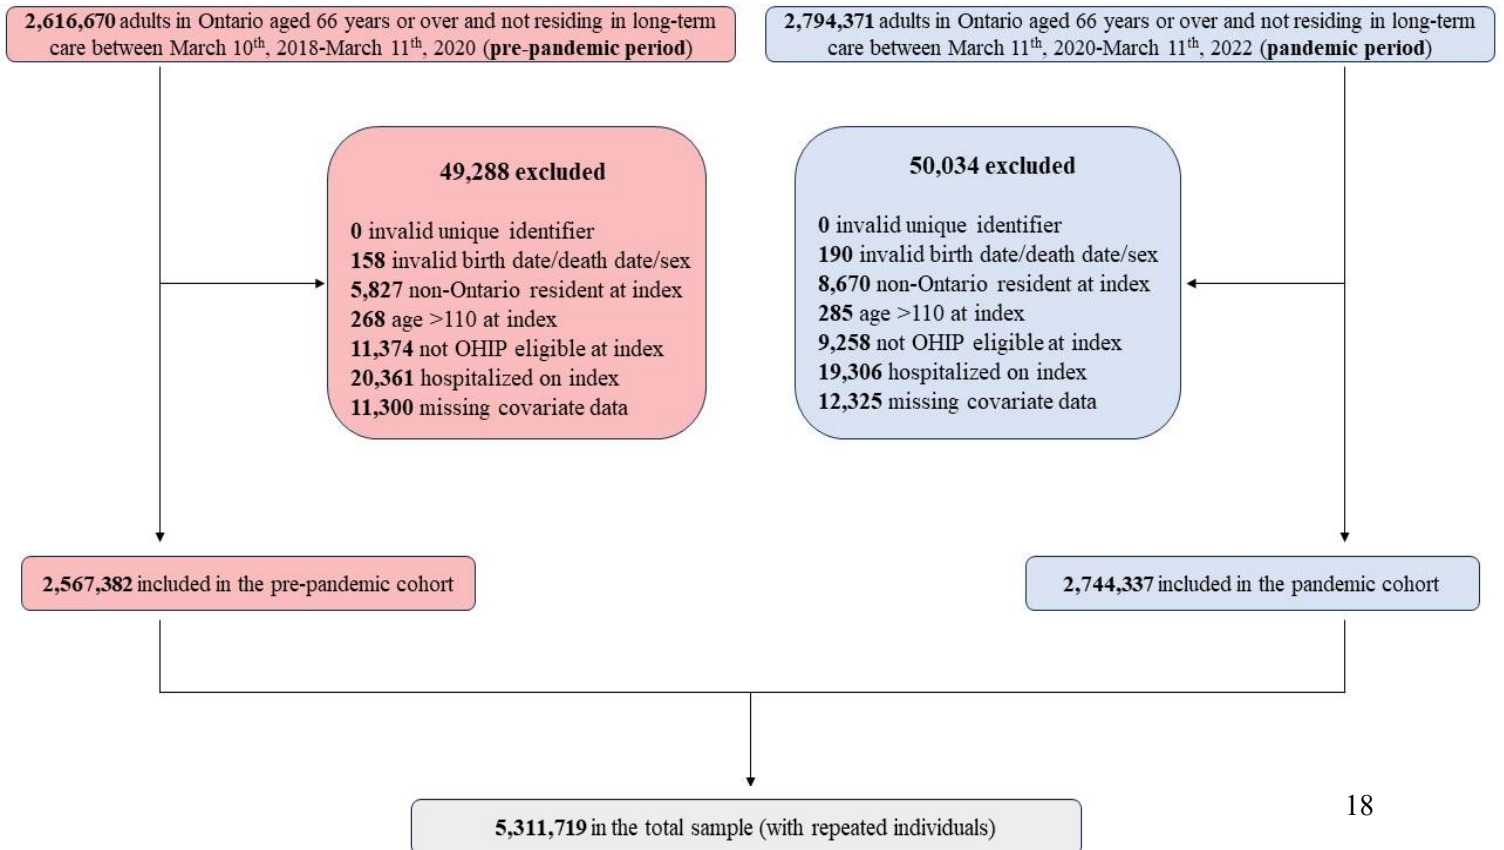 2,616,670 adults in Ontario aged 66 years or over and not residing in long-term
care between March 10th, 2018-March 11th, 2020 (pre-pandemic period)
2,794,371 adults in Ontario aged 66 years or over and not residing in long-term
care between March 11th, 2020-March 11th, 2022 (pandemic period)
49,288 excluded
0 invalid unique identifier
158 invalid birth date/death date/sex
5,827 non-Ontario resident at index
268 age >110 at index
11,374 not OHIP eligible at index
20,361 hospitalized on index
11,300 missing covariate data
50,034 excluded
0 invalid unique identifier
190 invalid birth date/death date/sex
8,670 non-Ontario resident at index
285 age >110 at index
9,258 not OHIP eligible at index
19,306 hospitalized on index
12,325 missing covariate data
2,567,382 included in the pre-pandemic cohort
2,744,337 included in the pandemic cohort
5,311,719 in the total sample (with repeated individuals)
18